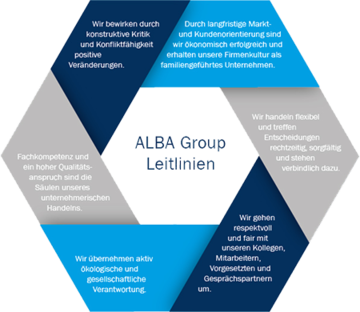 Wir bewirken durch
konstruktive Kritik
und Konfliktfähigkeit
positive
Veränderungen.
Durch langfristige Markt-
und Kundenorientierung sind
wir ökonomisch erfolgreich und
erhalten unsere Firmenkultur als
familiengeführtes Unternehmen.
Wir handeln flexibel
und treffen
Entscheidungen
rechtzeitig, sorgfältig
und stehen
verbindlich dazu.
ALBA Group
Leitlinien
Fachkompetenz und
ein hoher Qualitäts-
anspruch sind die
Säulen unseres
unternehmerischen
Handelns.
Wir gehen
respektvoll
und fair mit
unseren Kollegen,
Mitarbeitern,
Vorgesetzten und
Gesprächspartnern
um.
Wir übernehmen aktiv
ökologische und
gesellschaftliche
Verantwortung.